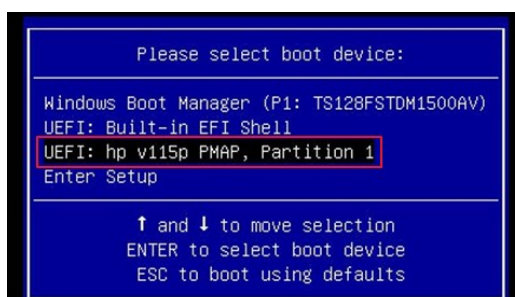 Please select boot device:
Windows Boot Manager (P1: TS128FSTDM1500AV)
UEFI: Built-in EFI Shell
UEFI: hp v115p PMAP, Partition 1
Enter Setup
↑ and ↓ to move selection
ENTER to select boot device
ESC to boot using defaults